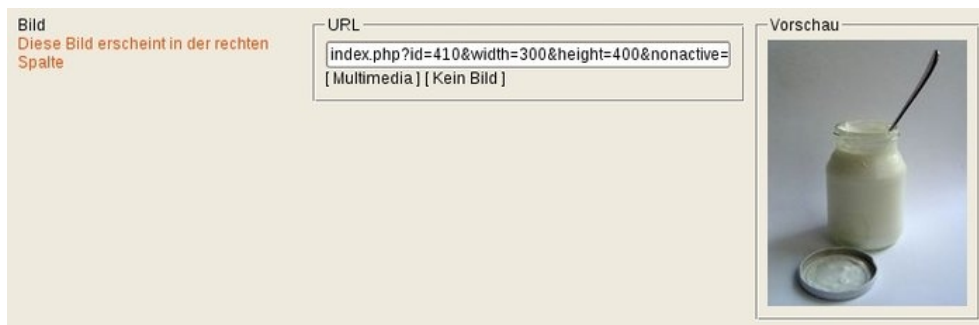 Bild
Diese Bild erscheint in der rechten
Spalte
URL
index.php?id=410&width=300&height=400&nonactive=
[ Multimedia ] [ Kein Bild ]
Vorschau